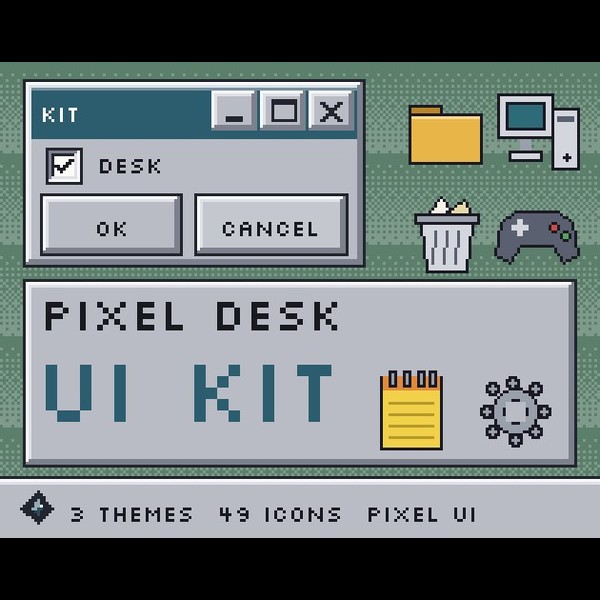 KIT
DESK
OK CANCEL
PIXEL DESK
UI KIT
3 THEMES 49 ICONS PIXEL UI